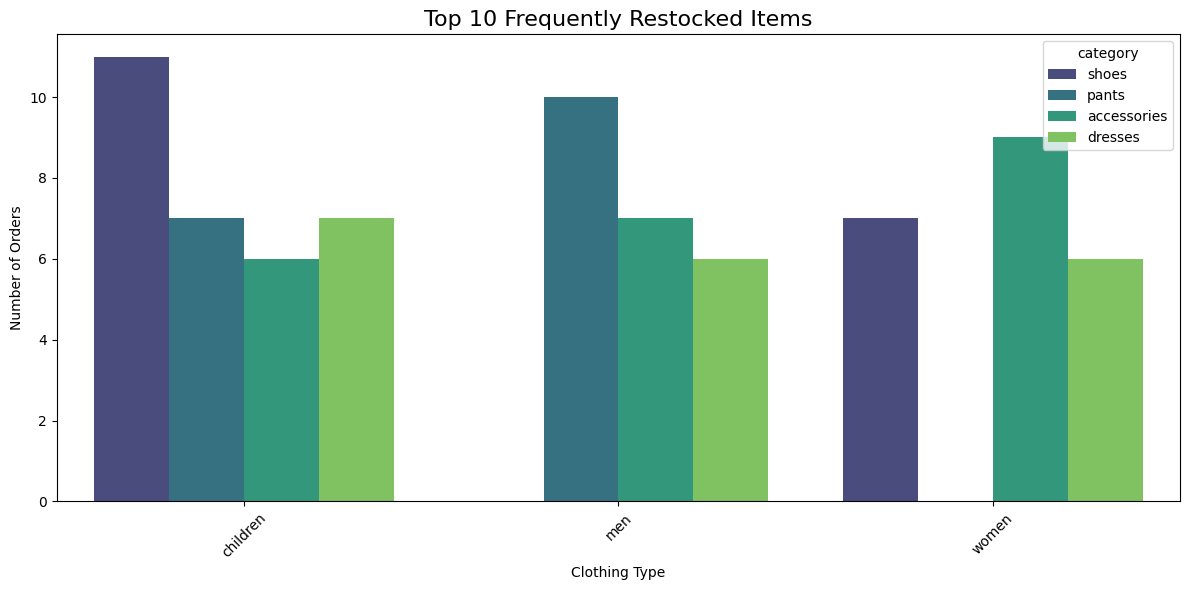 Top 10 Frequently Restocked Items
category
shoes
pants
accessories
dresses
Number of Orders
10
8
6
4
2
0
children
men
women
Clothing Type